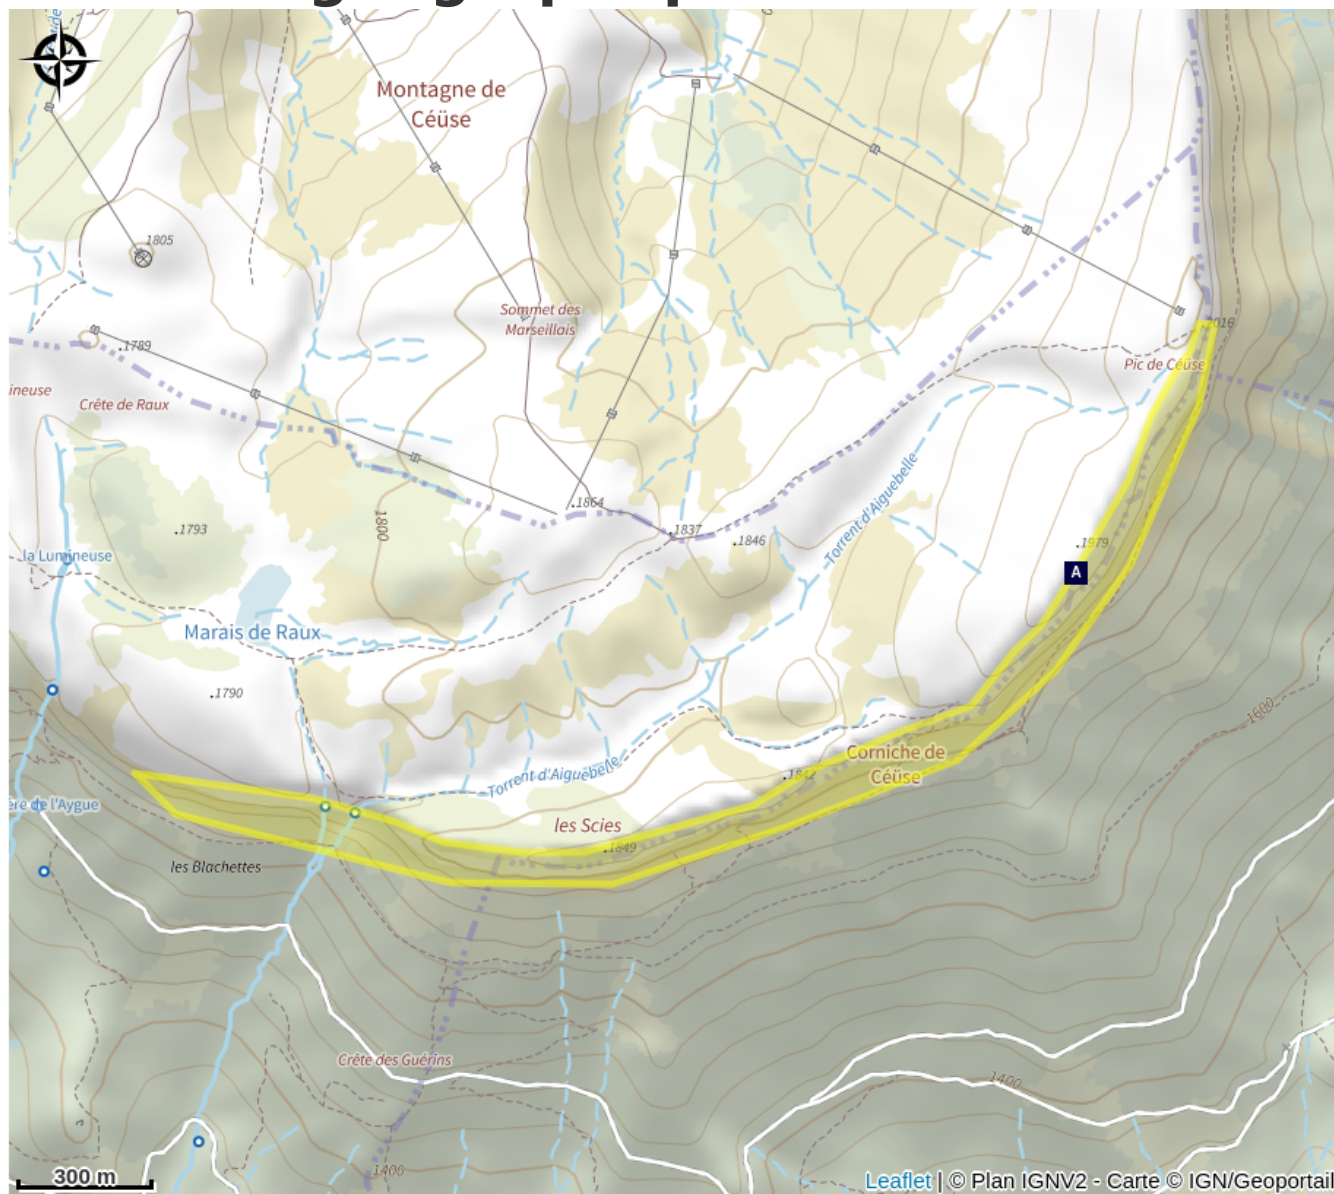 Montagne de
Céüse
1805
Sommet des
Marseillais
2016
.1789
Pic de Céüse
ineuse
Crête de Raux
.1864
1800
.1793
.1837
.1846
Torrent d'Aiguebelle
.1979
la Lumineuse
A
Marais de Raux
.1790
1600
Corniche de
Céüse
Torrent d'Aiguebelle
.1842
ère de l'Aygue
les Scies
.1849
les Blachettes
Crête des Guérins
1400
1400
300 m
Leaflet | © Plan IGNV2 - Carte © IGN/Geoportail